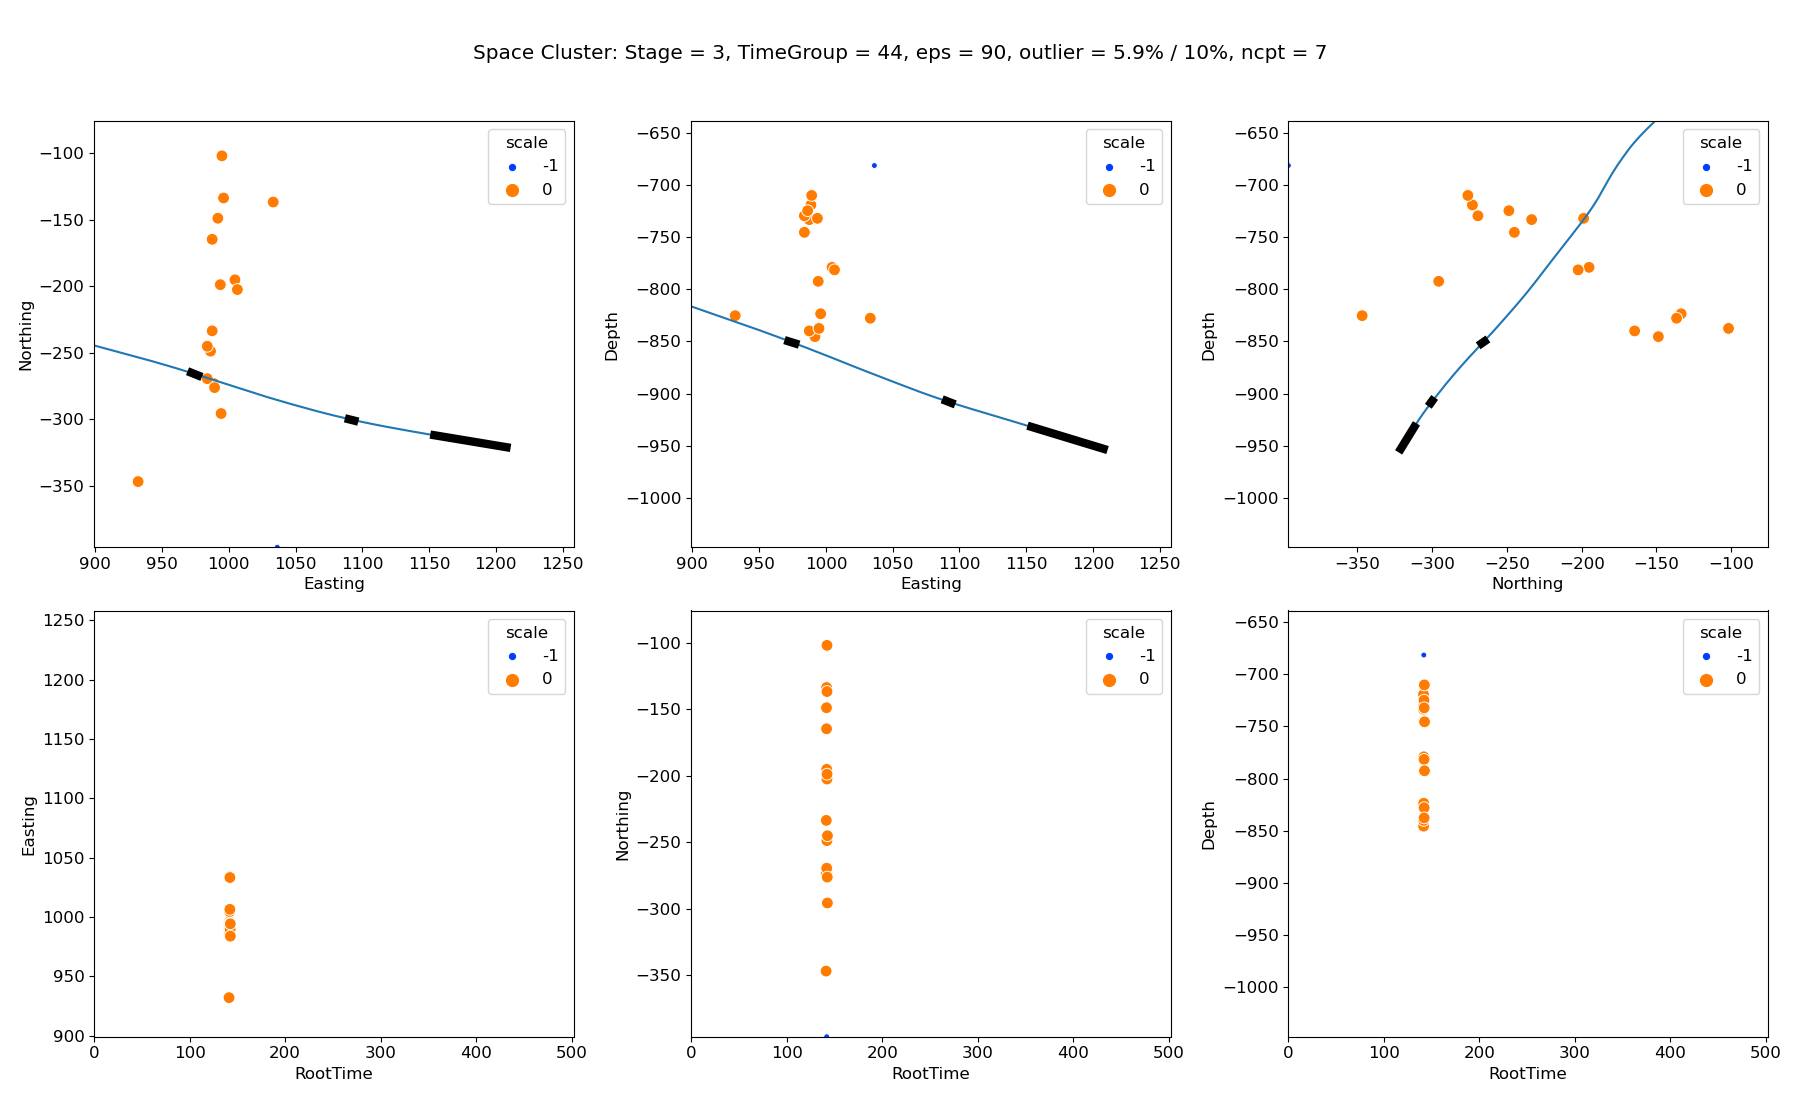 Space Cluster: Stage = 3, TimeGroup = 44, eps = 90, outlier = 5.9% / 10%, ncpt = 7
−100
−150
−200
−250
−300
−350
Northing
900 950 1000 1050 1100 1150 1200 1250
Easting
scale
-1
0
−650
−700
−750
−800
−850
−900
−950
−1000
Depth
900 950 1000 1050 1100 1150 1200 1250
Easting
scale
-1
0
−650
−700
−750
−800
−850
−900
−950
−1000
Depth
−350 −300 −250 −200 −150 −100
Northing
scale
-1
0
1250
1200
1150
1100
1050
1000
950
900
Easting
0 100 200 300 400 500
RootTime
scale
-1
0
−100
−150
−200
−250
−300
−350
Northing
0 100 200 300 400 500
RootTime
scale
-1
0
−650
−700
−750
−800
−850
−900
−950
−1000
Depth
0 100 200 300 400 500
RootTime
scale
-1
0